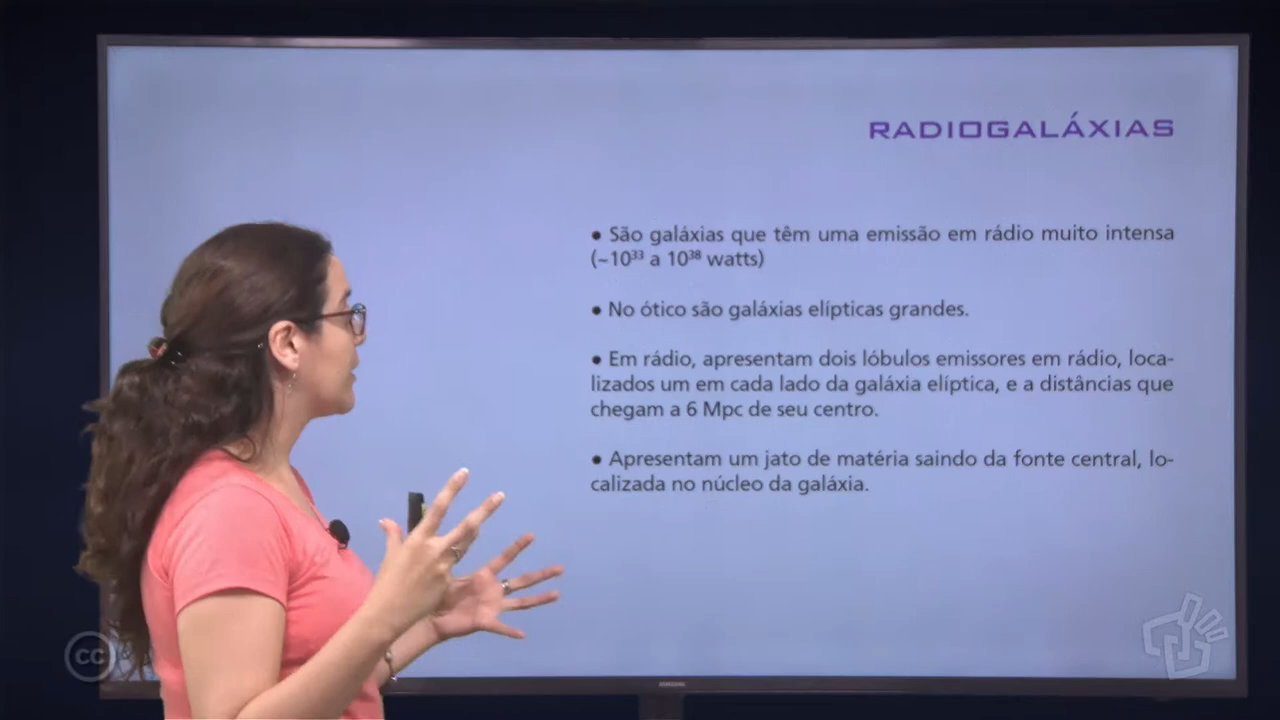 RADIOGALÁXIAS
● São galáxias que têm uma emissão em rádio muito intensa
(~10³³ a 10³⁸ watts)
● No ótico são galáxias elípticas grandes.
● Em rádio, apresentam dois lóbulos emissores em rádio, loca-
lizados um em cada lado da galáxia elíptica, e a distâncias que
chegam a 6 Mpc de seu centro.
● Apresentam um jato de matéria saindo da fonte central, lo-
calizada no núcleo da galáxia.
cc